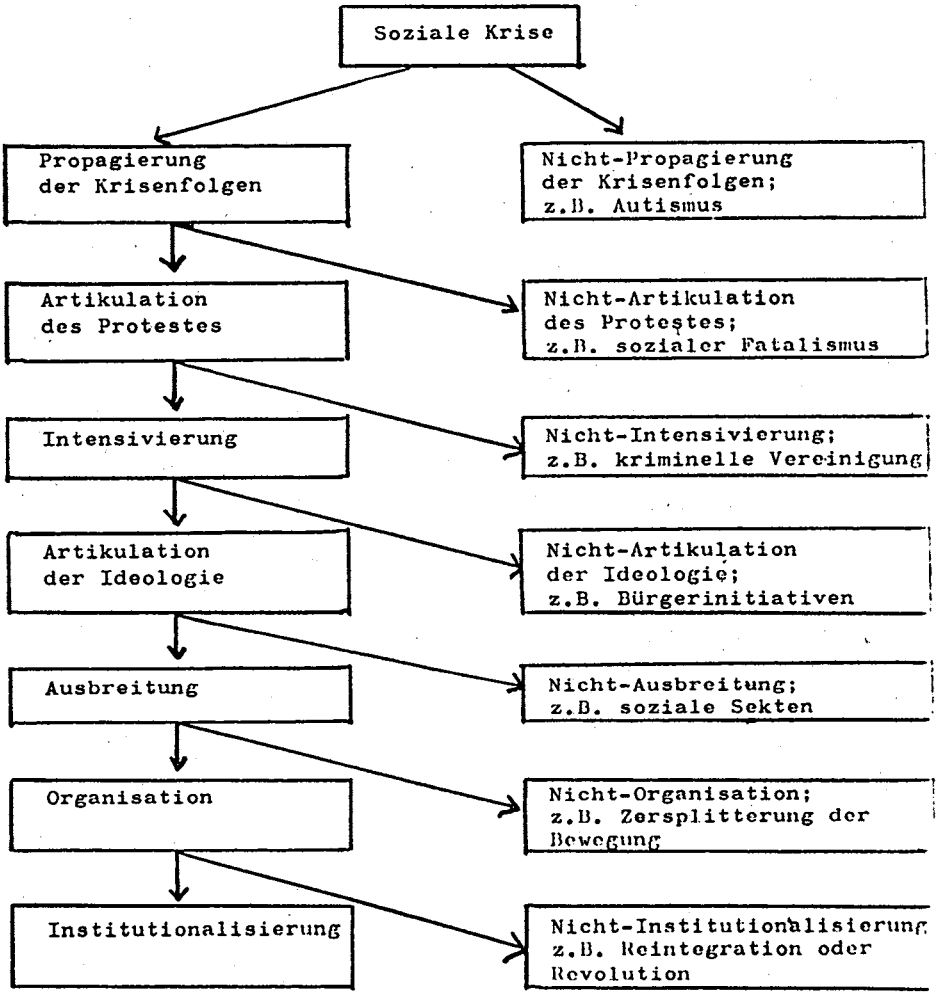 Soziale Krise
Propagierung
der Krisenfolgen
Nicht-Propagierung
der Krisenfolgen;
z.B. Autismus
Artikulation
des Protestes
Nicht-Artikulation
des Protestes;
z.B. sozialer Fatalismus
Intensivierung
Nicht-Intensivierung;
z.B. kriminelle Vereinigung
Artikulation
der Ideologie
Nicht-Artikulation
der Ideologie;
z.B. Bürgerinitiativen
Ausbreitung
Nicht-Ausbreitung;
z.B. soziale Sekten
Organisation
Nicht-Organisation;
z.B. Zersplitterung der
Bewegung
Institutionalisierung
Nicht-Institutionalisierung
z.B. Reintegration oder
Revolution